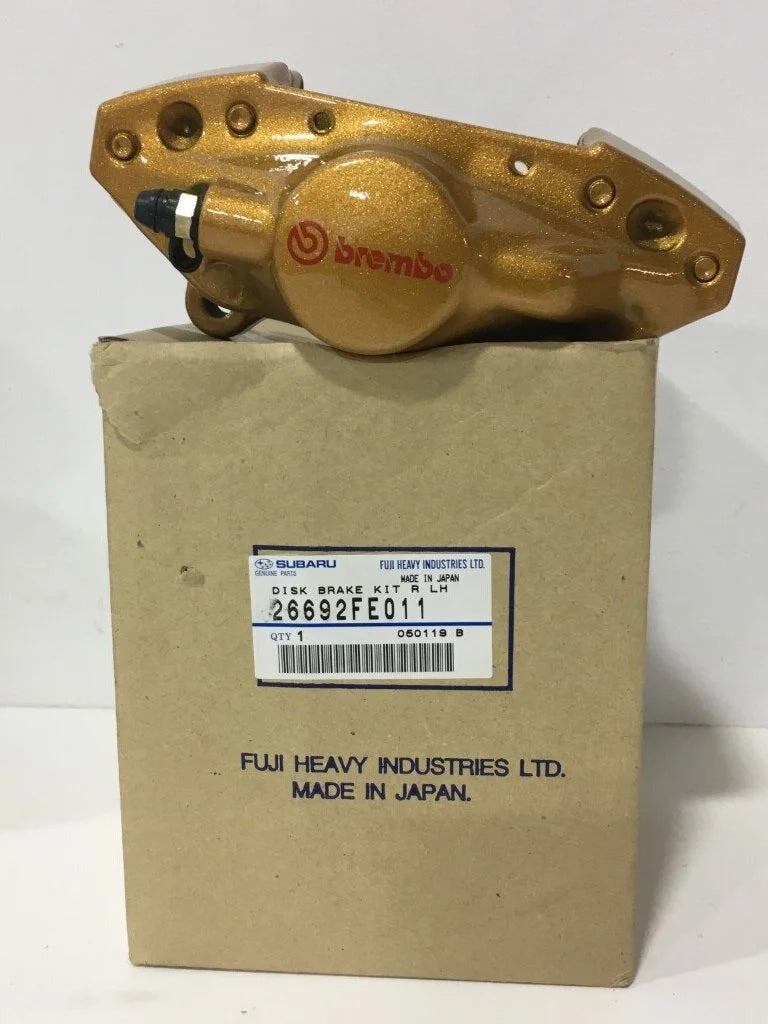 brembo
SUBARU
GENUINE PARTS
FUJI HEAVY INDUSTRIES LTD.
MADE IN JAPAN
DISK BRAKE KIT R LH
26692FE011
QTY 1
050119 B
FUJI HEAVY INDUSTRIES LTD.
MADE IN JAPAN.